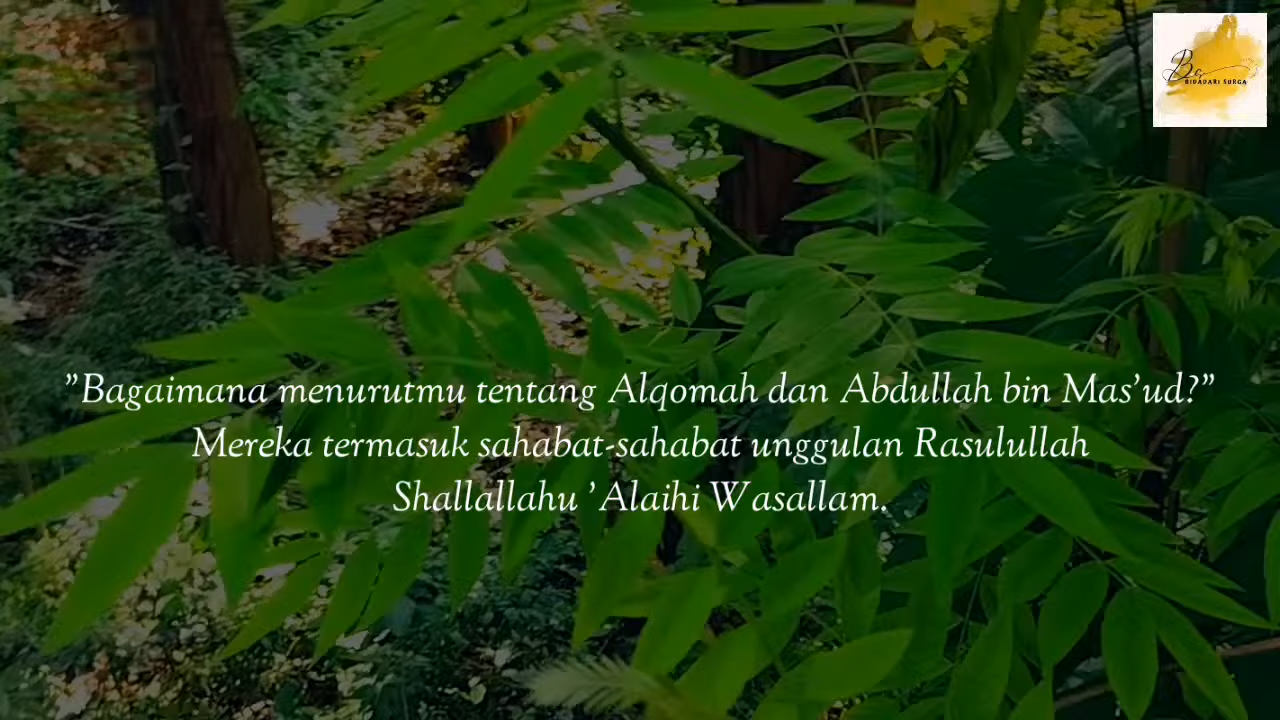 Bs
BIDADARI SURGA
"Bagaimana menurutmu tentang Alqomah dan Abdullah bin Mas'ud?"
Mereka termasuk sahabat-sahabat unggulan Rasulullah
Shallallahu 'Alaihi Wasallam.